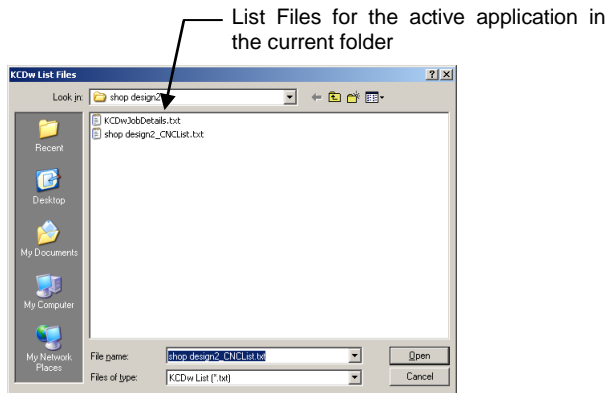 List Files for the active application in
the current folder
KCDw List Files
Look in:
shop design2
KCDwJobDetails.txt
shop design2_CNCList.txt
Recent
Desktop
My Documents
My Computer
My Network
Places
File name:
shop design2_CNCList.txt
Open
Files of type:
KCDw List (*.txt)
Cancel